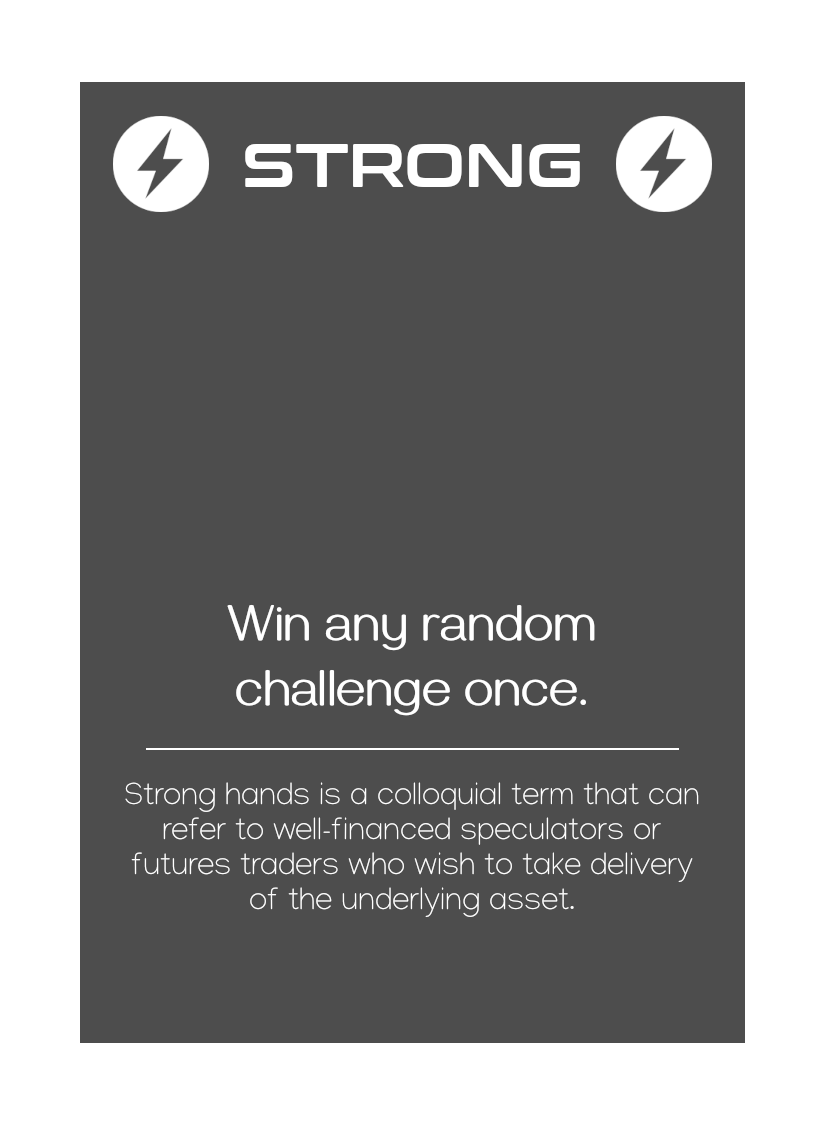 STRONG
Win any random
challenge once.
Strong hands is a colloquial term that can
refer to well-financed speculators or
futures traders who wish to take delivery
of the underlying asset.